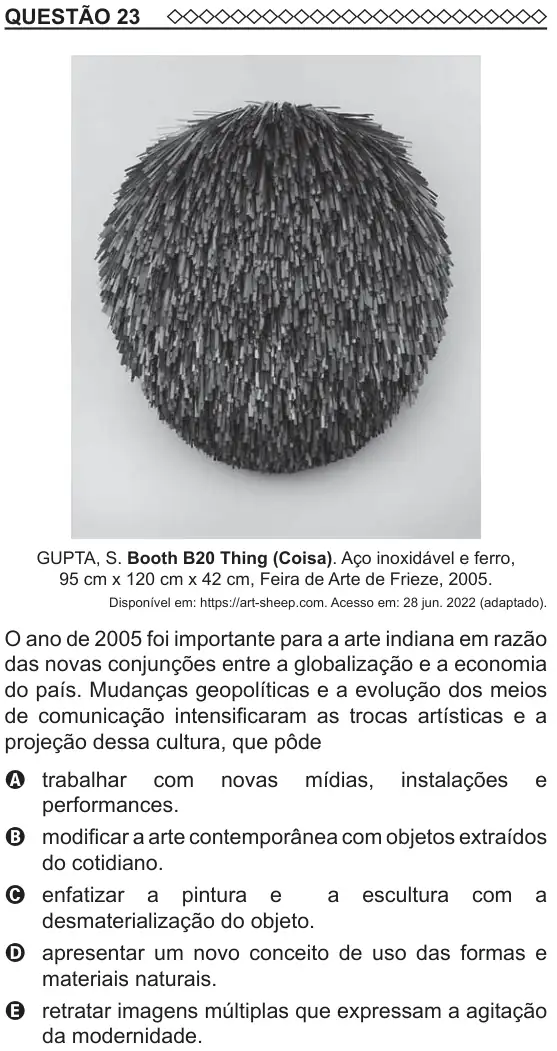 QUESTÃO 23
GUPTA, S. Booth B20 Thing (Coisa). Aço inoxidável e ferro,
95 cm x 120 cm x 42 cm, Feira de Arte de Frieze, 2005.
Disponível em: https://art-sheep.com. Acesso em: 28 jun. 2022 (adaptado).
O ano de 2005 foi importante para a arte indiana em razão
das novas conjunções entre a globalização e a economia
do país. Mudanças geopolíticas e a evolução dos meios
de comunicação intensificaram as trocas artísticas e a
projeção dessa cultura, que pôde
A trabalhar com novas mídias, instalações e
performances.
B modificar a arte contemporânea com objetos extraídos
do cotidiano.
C enfatizar a pintura e a escultura com a
desmaterialização do objeto.
D apresentar um novo conceito de uso das formas e
materiais naturais.
E retratar imagens múltiplas que expressam a agitação
da modernidade.